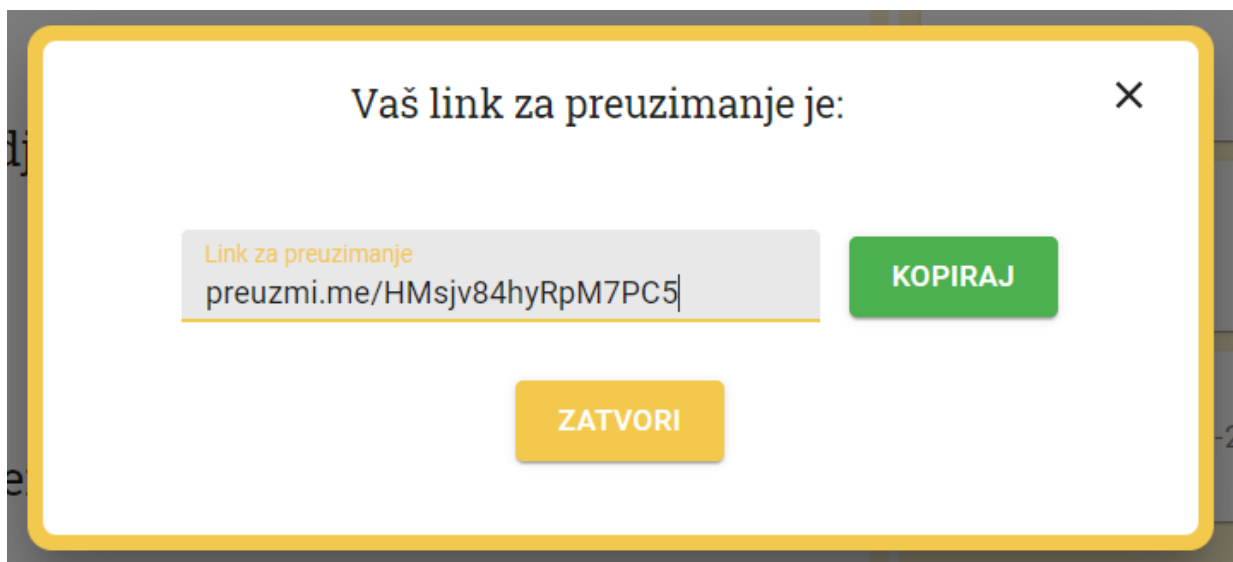 Vaš link za preuzimanje je:
Link za preuzimanje
preuzmi.me/HMsjv84hyRpM7PC5
KOPIRAJ
ZATVORI